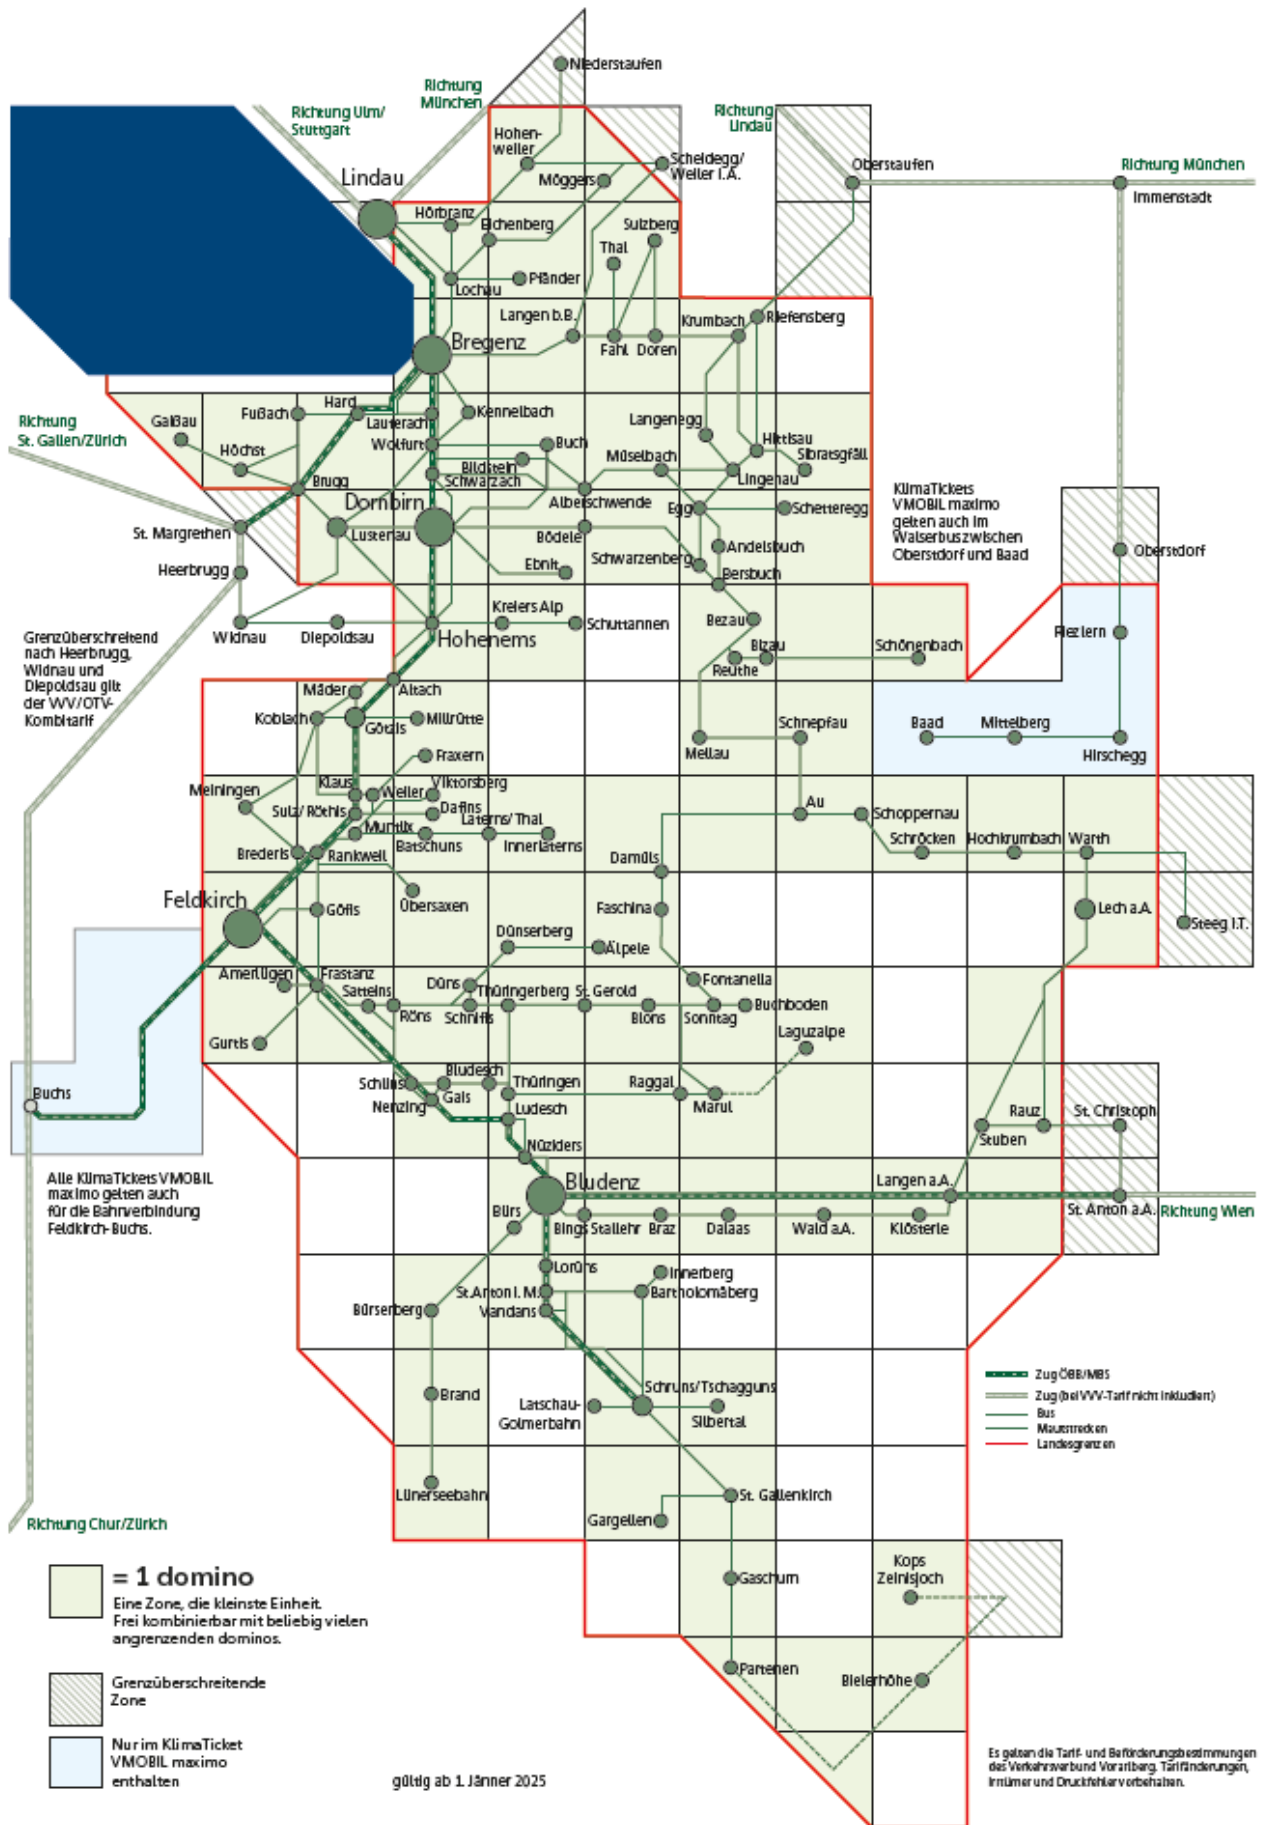 Niederstaufen
Richtung
München
Richtung Ulm/
Stuttgart
Richtung
Lindau
Hohen-
weiler
Scheidegg/
Weiler i.A.
Möggers
Oberstaufen
Richtung München
Immenstadt
Lindau
Hörbranz
Eichenberg
Sulzberg
Thal
Pfänder
Lochau
Langen b.B.
Krumbach
Riefensberg
Bregenz
Fahl
Doren
Richtung
St. Gallen/Zürich
Gaißau
Fußach
Hard
Lauterach
Kennelbach
Langenegg
Höchst
Wolfurt
Buch
Hittisau
Sibratsgfäll
Bildstein
Müselbach
Schwarzach
Lingenau
Brugg
Dornbirn
Alberschwende
Egg
Schetteregg
KlimaTickets
VMOBIL maximo
gelten auch im
Walserbus zwischen
Oberstdorf und Baad
St. Margrethen
Lustenau
Bödele
Andelsbuch
Oberstdorf
Schwarzenberg
Heerbrugg
Ebnit
Bersbuch
Grenzüberschreitend
nach Heerbrugg,
Widnau und
Diepoldsau gilt
der VVV/OTV-
Kombitarif
Widnau
Diepoldsau
Hohenems
Kreiers Alp
Schuttannen
Bezau
Bizau
Reuthe
Schönenbach
Riezlern
Mäder
Altach
Koblach
Götzis
Millrütte
Mellau
Schnepfau
Baad
Mittelberg
Hirschegg
Fraxern
Meiningen
Klaus
Weiler
Viktorsberg
Sulz/Röthis
Dafins
Au
Schoppernau
Muntlix
Laterns/Thal
Batschuns
Innerlaterns
Schröcken
Hochkrumbach
Warth
Brederis
Rankweil
Damüls
Feldkirch
Übersaxen
Göfis
Faschina
Lech a.A.
Steeg i.T.
Dünserberg
Älpele
Amerlügen
Frastanz
Satteins
Düns
Thüringerberg
St. Gerold
Fontanella
Röns
Schnifis
Blons
Sonntag
Buchboden
Gurtis
Laguzalpe
Buchs
Schlins
Bludesch
Gais
Thüringen
Nenzing
Raggal
Marul
Ludesch
Rauz
St. Christoph
Stuben
Nüziders
Alle KlimaTickets VMOBIL
maximo gelten auch
für die Bahnverbindung
Feldkirch-Buchs.
Bludenz
Langen a.A.
St. Anton a.A.
Richtung Wien
Bürs
Bings
Stallehr
Braz
Dalaas
Wald a.A.
Klösterle
Lorüns
Innerberg
St.Anton i. M.
Bartholomäberg
Bürserberg
Vandans
Brand
Schruns/Tschagguns
Latschau-
Golmerbahn
Silbertal
Zug ÖBB/MBS
Zug (bei VVV-Tarif nicht inkludiert)
Bus
Mautstrecken
Landesgrenzen
Lünerseebahn
St. Gallenkirch
Gargellen
Richtung Chur/Zürich
= 1 domino
Eine Zone, die kleinste Einheit.
Frei kombinierbar mit beliebig vielen
angrenzenden dominos.
Kops
Zeinisjoch
Gaschurn
Partenen
Bielerhöhe
Grenzüberschreitende
Zone
Nur im KlimaTicket
VMOBIL maximo
enthalten
gültig ab 1. Jänner 2025
Es gelten die Tarif- und Beförderungsbestimmungen
des Verkehrsverbund Vorarlberg. Tarifänderungen,
Irrtümer und Druckfehler vorbehalten.